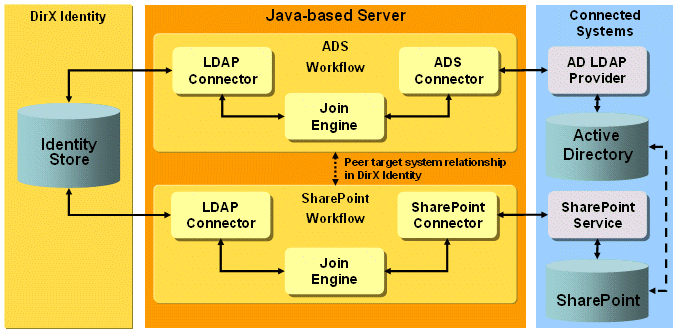 DirX Identity
Java-based Server
Connected
Systems
ADS
Workflow
LDAP
Connector
ADS
Connector
AD LDAP
Provider
Join
Engine
Identity
Store
Active
Directory
Peer target system relationship
in DirX Identity
SharePoint
Workflow
LDAP
Connector
SharePoint
Connector
SharePoint
Service
Join
Engine
SharePoint